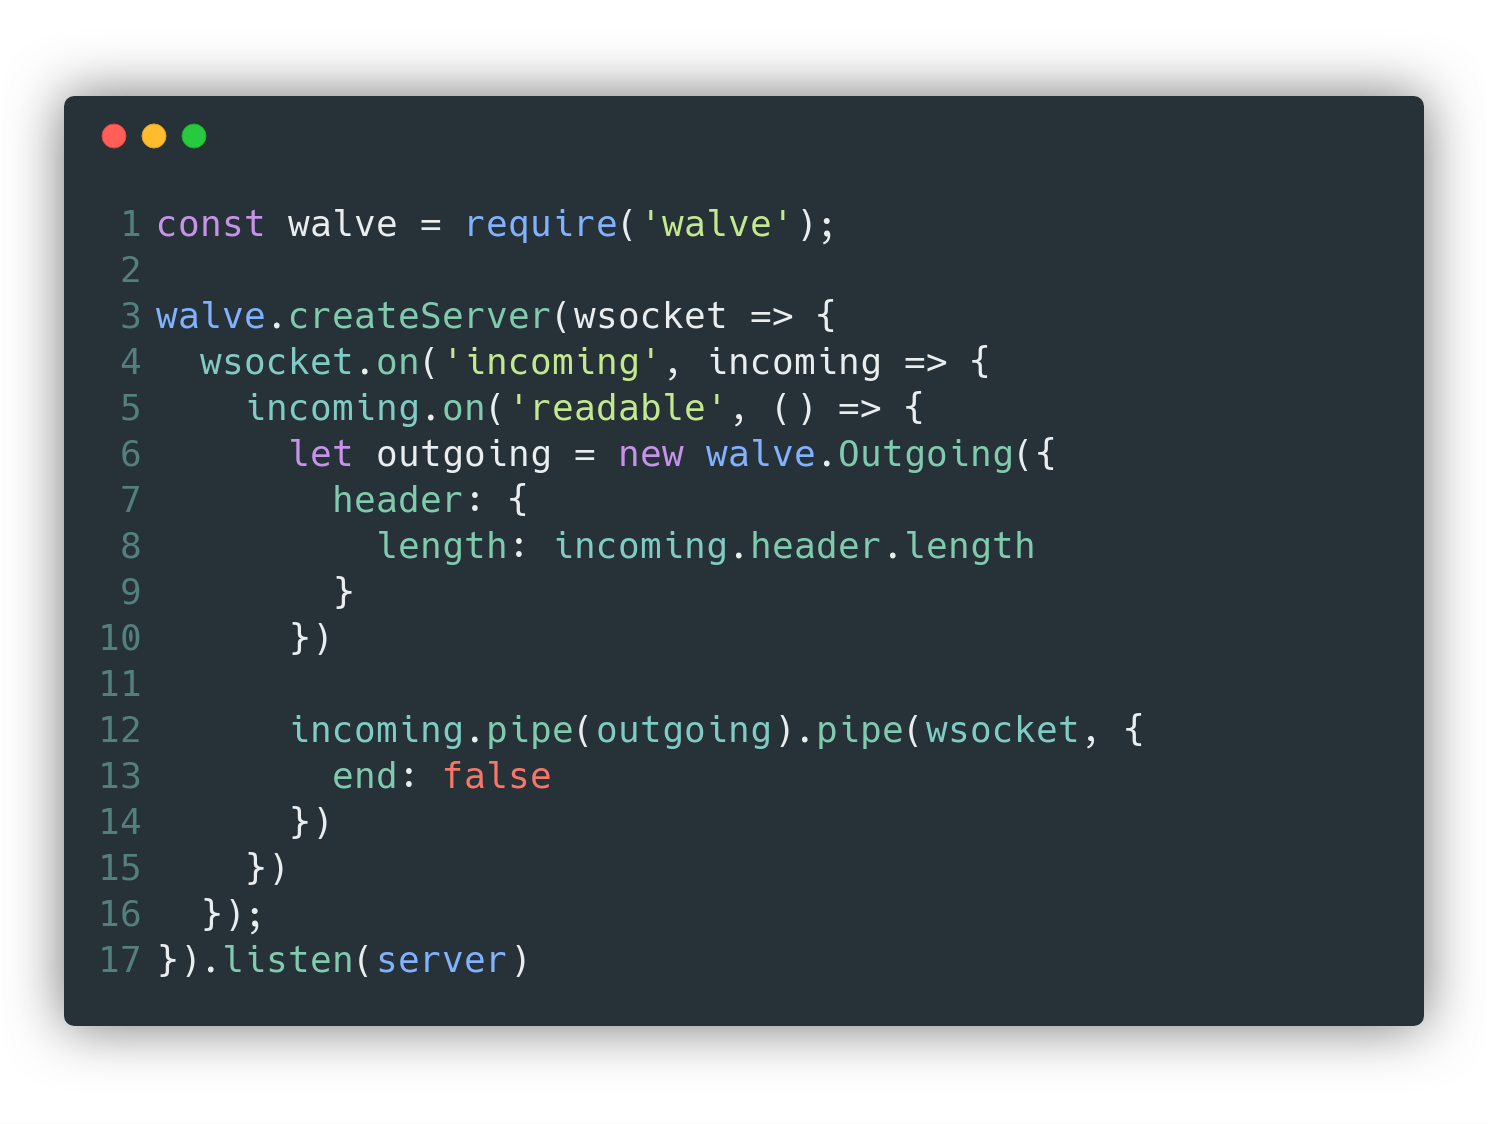 1 const walve = require('walve');
2
3 walve.createServer(wsocket => {
4   wsocket.on('incoming', incoming => {
5     incoming.on('readable', () => {
6       let outgoing = new walve.Outgoing({
7         header: {
8           length: incoming.header.length
9         }
10       })
11
12       incoming.pipe(outgoing).pipe(wsocket, {
13         end: false
14       })
15     })
16   });
17 }).listen(server)